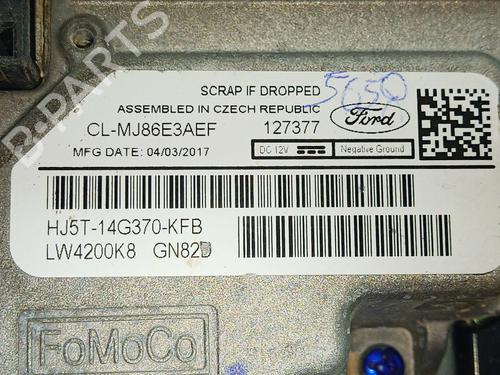 SCRAP IF DROPPED
5650
ASSEMBLED IN CZECH REPUBLIC
CL-MJ86E3AEF 127377 Ford
MFG DATE: 04/03/2017 DC 12V Negative Ground
HJ5T-14G370-KFB
LW4200K8 GN82D
FoMoCo
B-PARTS